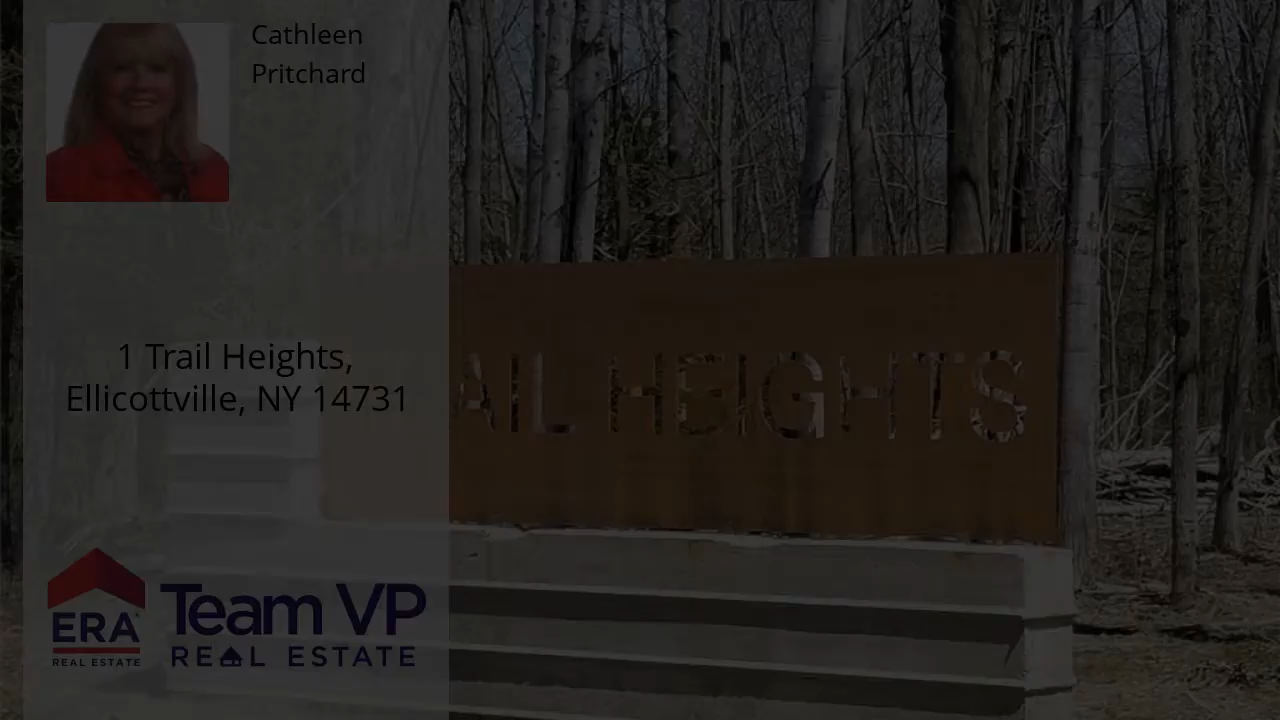 Cathleen
Pritchard
1 Trail Heights,
Ellicottville, NY 14731
AIL HEIGHTS
ERA
REAL ESTATE
Team VP
REAL ESTATE